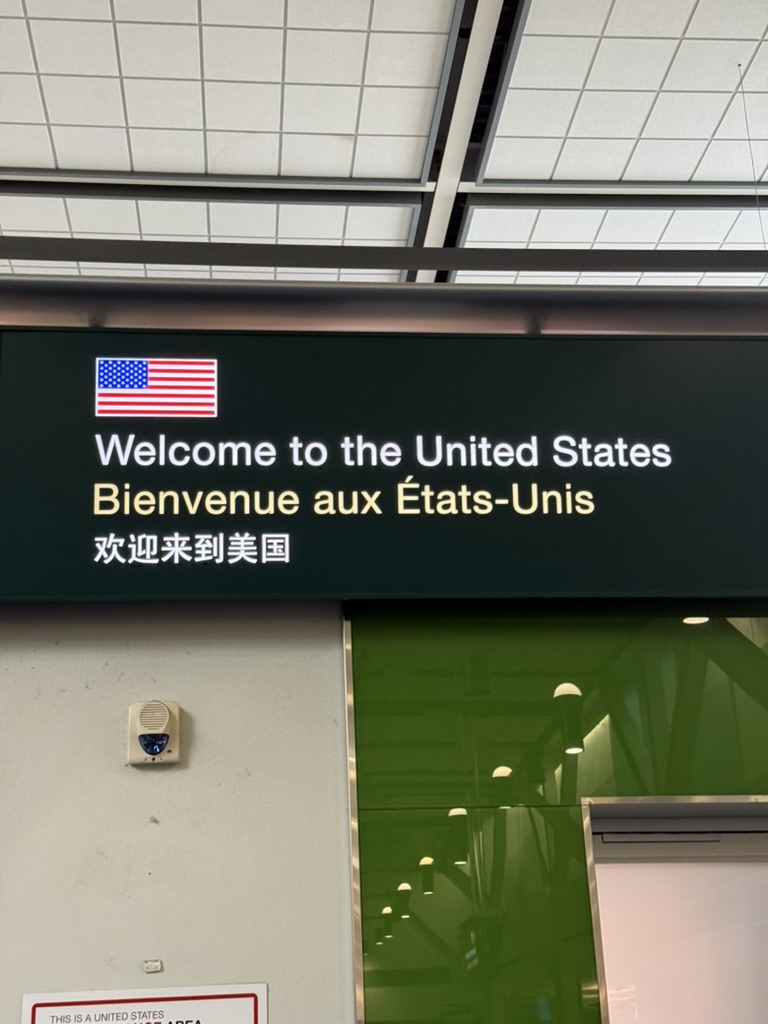 Welcome to the United States
Bienvenue aux États-Unis
欢迎来到美国
THIS IS A UNITED STATES
AREA